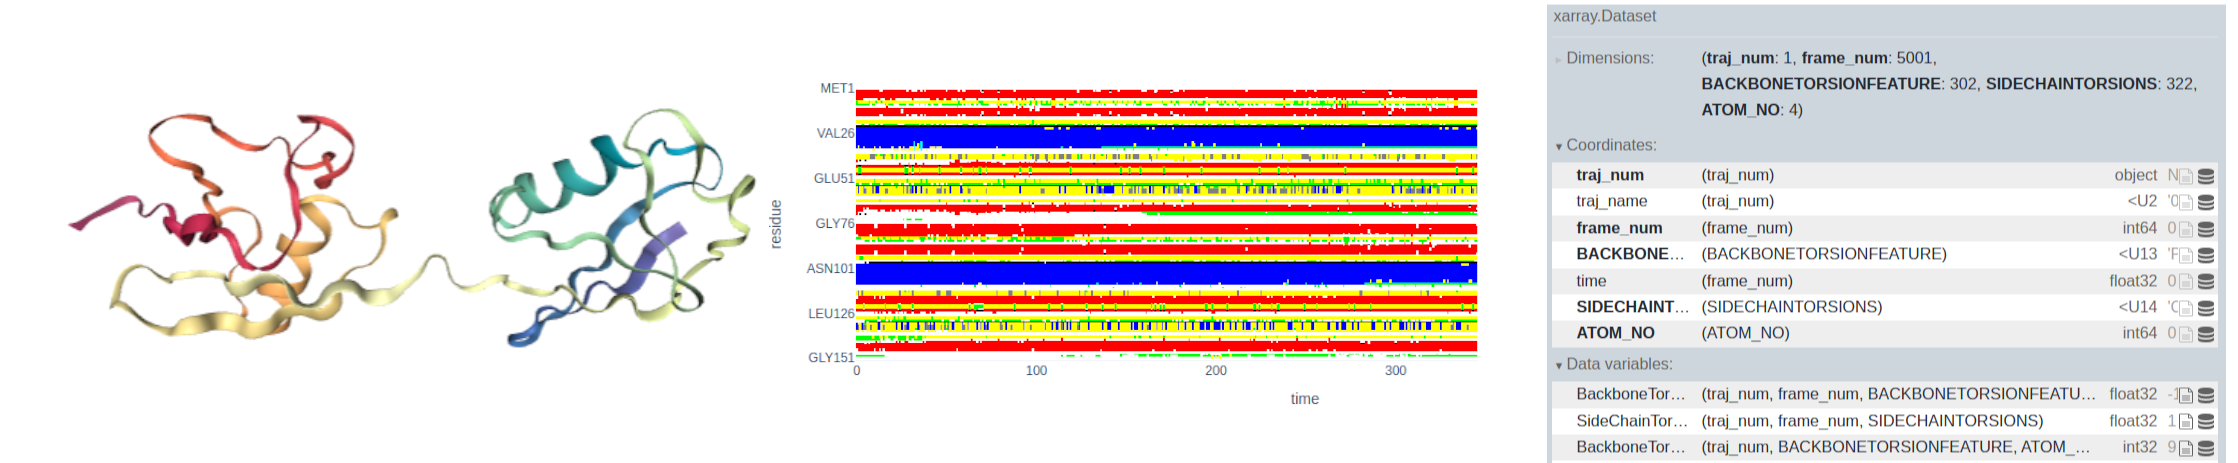 MET1
VAL26
GLU51
GLY76
ASN101
LEU126
GLY151
residue
0 100 200 300
time
xarray.Dataset
Dimensions: (traj_num: 1, frame_num: 5001,
BACKBONETORSIONFEATURE: 302, SIDECHAINTORSIONS: 322,
ATOM_NO: 4)
Coordinates:
traj_num (traj_num) object N
traj_name (traj_num) <U2 '0
frame_num (frame_num) int64 0
BACKBONE... (BACKBONETORSIONFEATURE) <U13
time (frame_num) float32 0
SIDECHAINT... (SIDECHAINTORSIONS) <U14
ATOM_NO (ATOM_NO) int64 0
Data variables:
BackboneTor... (traj_num, frame_num, BACKBONETORSIONFEATU... float32
SideChainTor... (traj_num, frame_num, SIDECHAINTORSIONS) float32 1
BackboneTor... (traj_num, BACKBONETORSIONFEATURE, ATOM_... int32 9